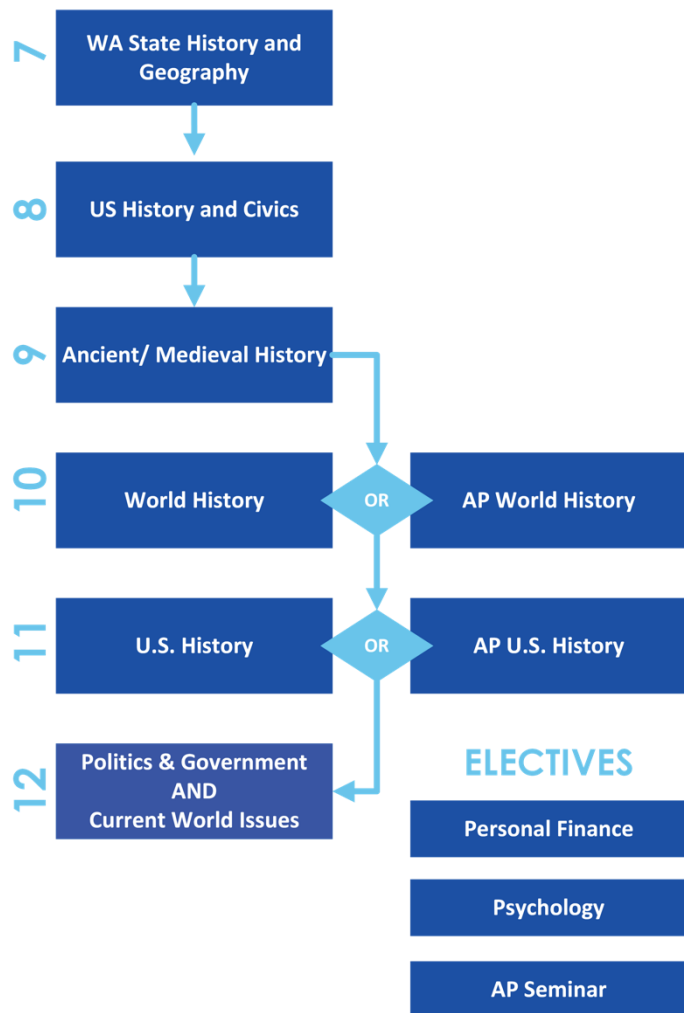 7
WA State History and
Geography
8
US History and Civics
9
Ancient/ Medieval History
10
World History
OR
AP World History
11
U.S. History
OR
AP U.S. History
12
Politics & Government
AND
Current World Issues
ELECTIVES
Personal Finance
Psychology
AP Seminar